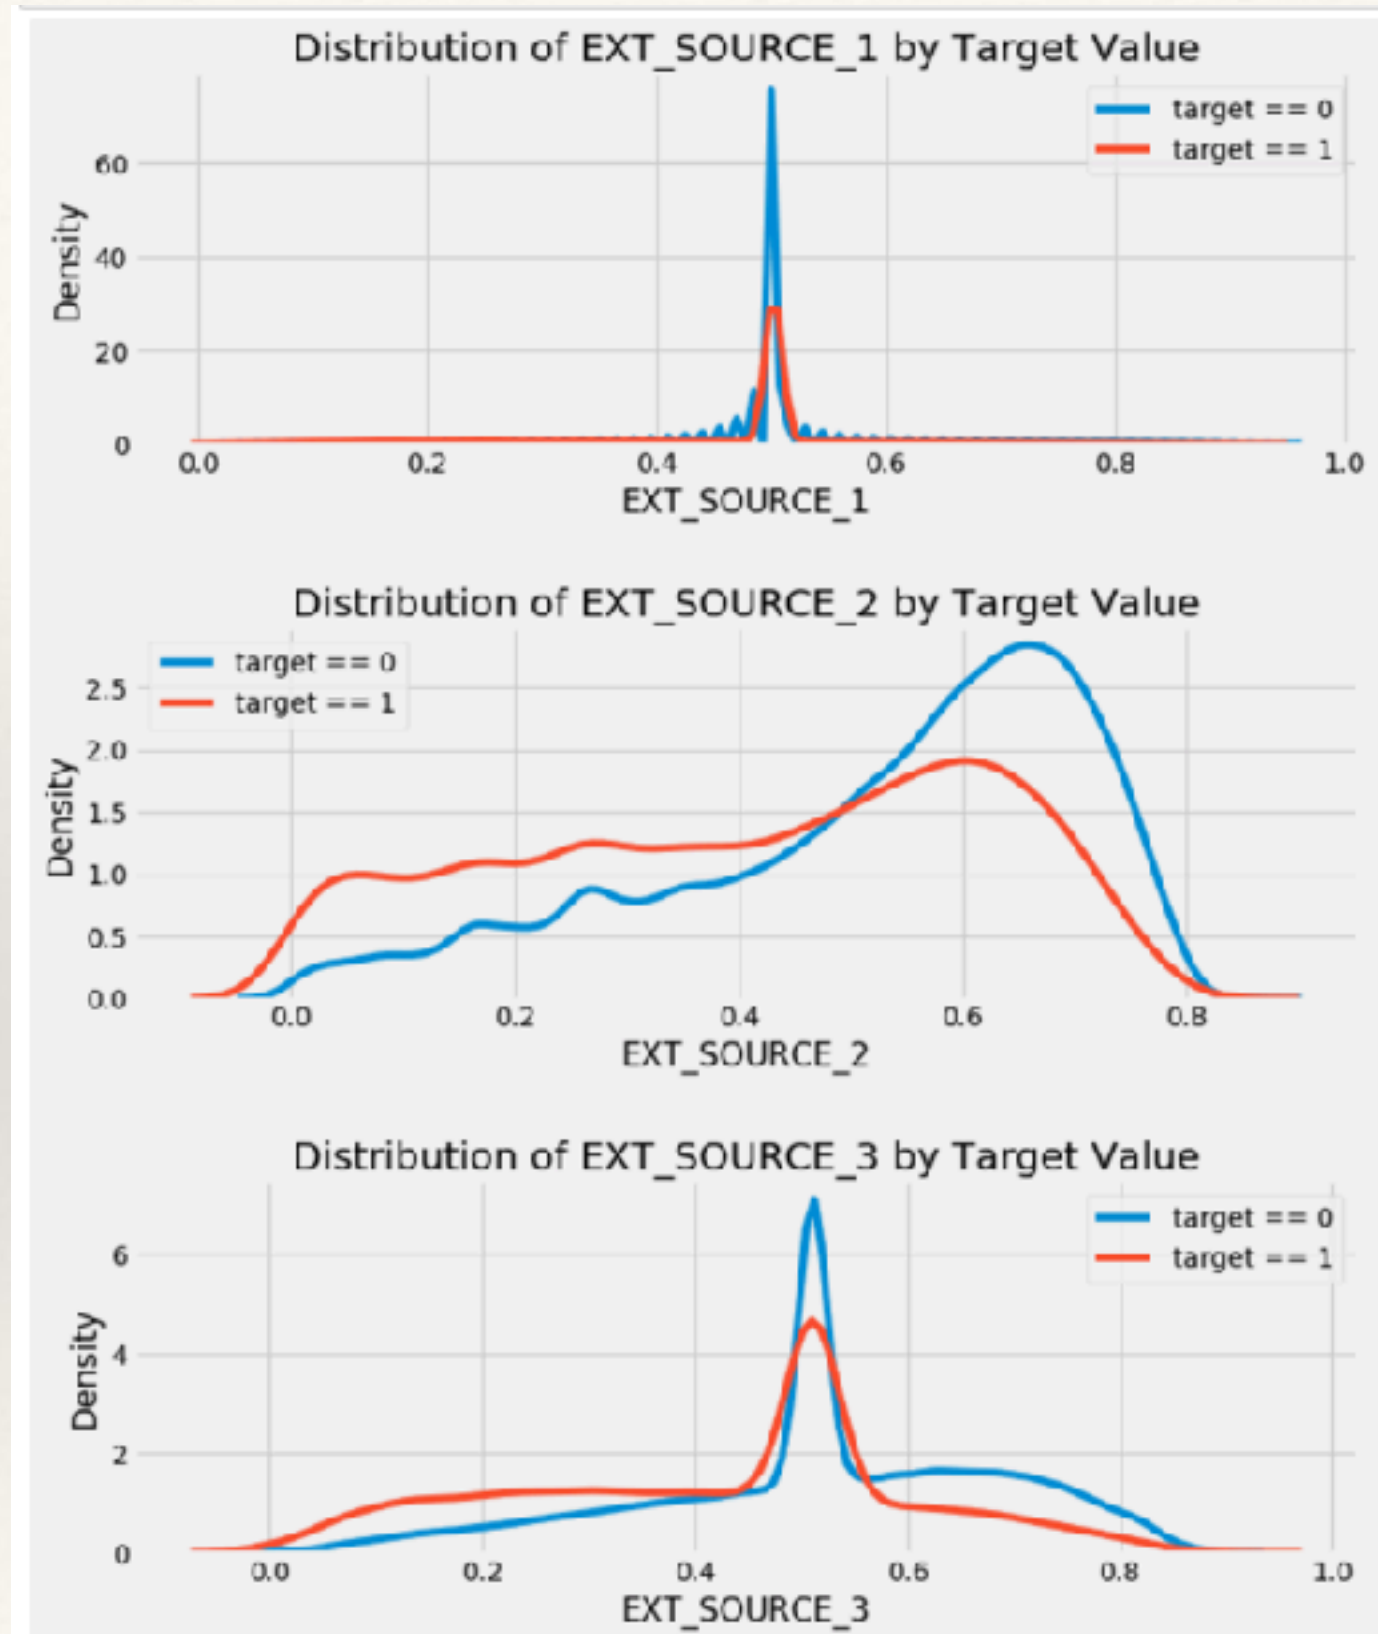 Distribution of EXT_SOURCE_1 by Target Value
target == 0
target == 1
Density
60
40
20
0
0.0 0.2 0.4 0.6 0.8 1.0
EXT_SOURCE_1
Distribution of EXT_SOURCE_2 by Target Value
target == 0
target == 1
Density
2.5
2.0
1.5
1.0
0.5
0.0
0.0 0.2 0.4 0.6 0.8
EXT_SOURCE_2
Distribution of EXT_SOURCE_3 by Target Value
target == 0
target == 1
Density
6
4
2
0
0.0 0.2 0.4 0.6 0.8 1.0
EXT_SOURCE_3